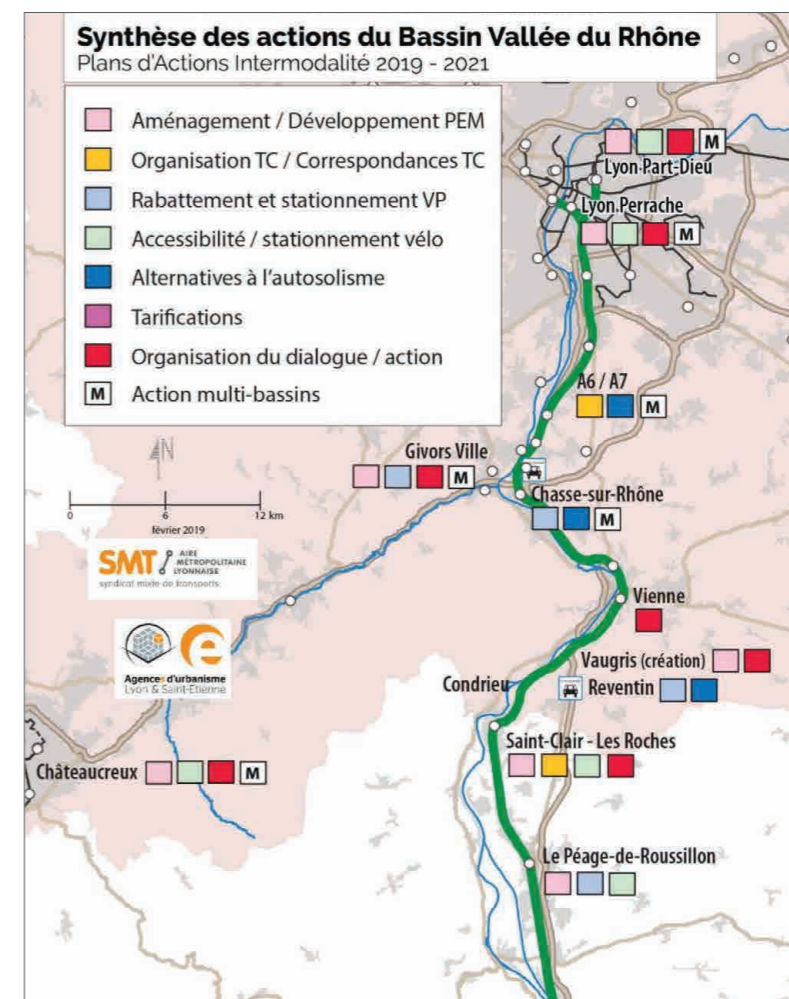 Synthèse des actions du Bassin Vallée du Rhône
Plans d'Actions Intermodalité 2019 - 2021
Aménagement / Développement PEM
Organisation TC / Correspondances TC
Rabattement et stationnement VP
Accessibilité / stationnement vélo
Alternatives à l'autosolisme
Tarifications
Organisation du dialogue / action
M Action multi-bassins
M
Lyon Part-Dieu
Lyon Perrache
M
A6 / A7
M
Givors Ville
M
Chasse-sur-Rhône
M
N
0 6 12 km
février 2019
SMT AIRE MÉTROPOLITAINE LYONNAISE
syndicat mixte de transports
Agences d'urbanisme
Lyon & Saint-Etienne
Vienne
Vaugris (création)
Condrieu
Reventin
Saint-Clair - Les Roches
Châteaucreux M
Le Péage-de-Roussillon